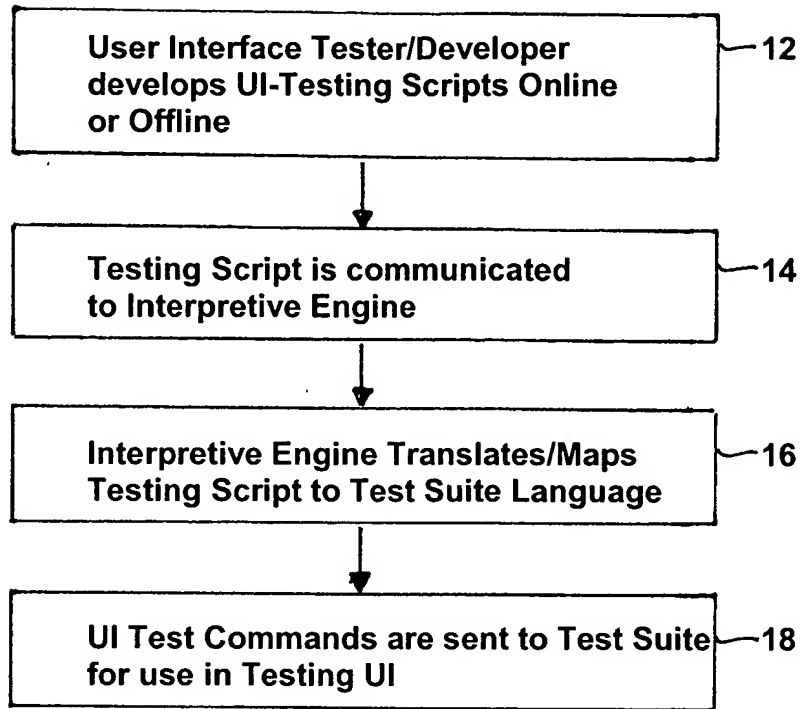 User Interface Tester/Developer
develops UI-Testing Scripts Online
or Offline
12
Testing Script is communicated
to Interpretive Engine
14
Interpretive Engine Translates/Maps
Testing Script to Test Suite Language
16
UI Test Commands are sent to Test Suite
for use in Testing UI
18